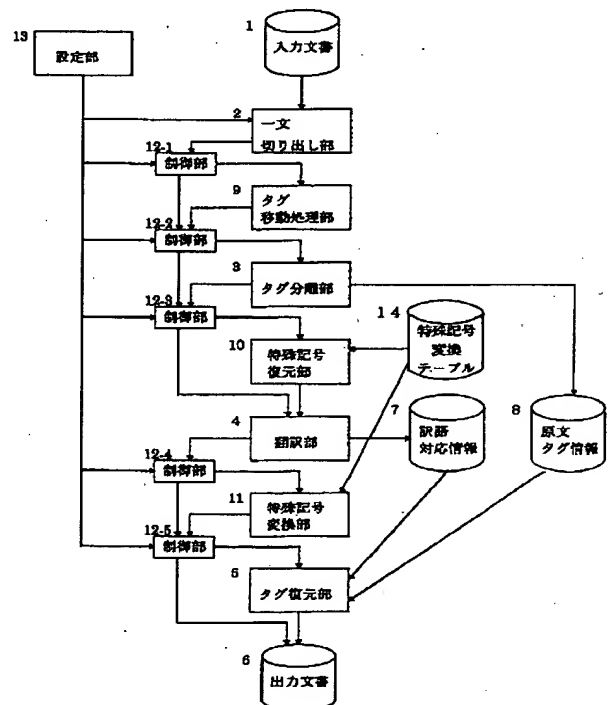 13
設定部
1
入力文書
2
一文
切り出し部
12-1
制御部
9
タグ
移動処理部
12-2
制御部
3
タグ分離部
12-3
制御部
14
特殊記号
変換
テーブル
10
特殊記号
復元部
4
翻訳部
7
訳語
対応情報
8
原文
タグ情報
12-4
制御部
11
特殊記号
変換部
12-5
制御部
5
タグ復元部
6
出力文書